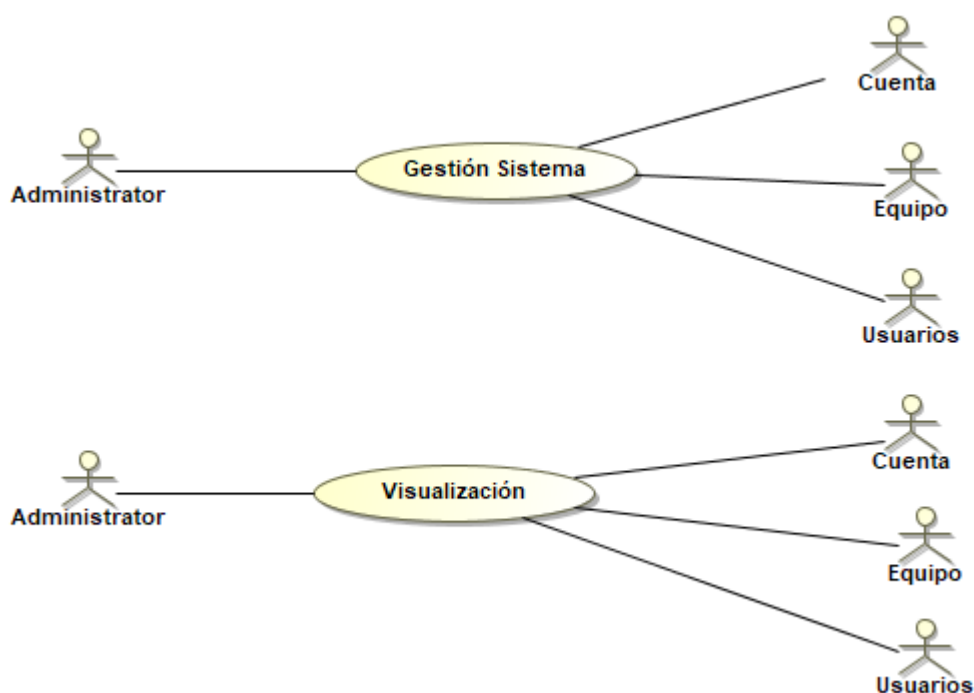 Cuenta
Gestión Sistema
Administrator
Equipo
Usuarios
Cuenta
Visualización
Administrator
Equipo
Usuarios